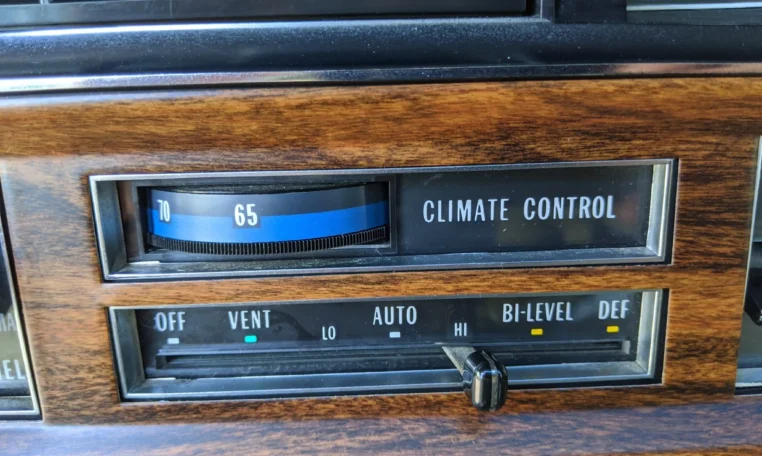 70 65
CLIMATE CONTROL
OFF VENT LO AUTO HI BI-LEVEL DEF